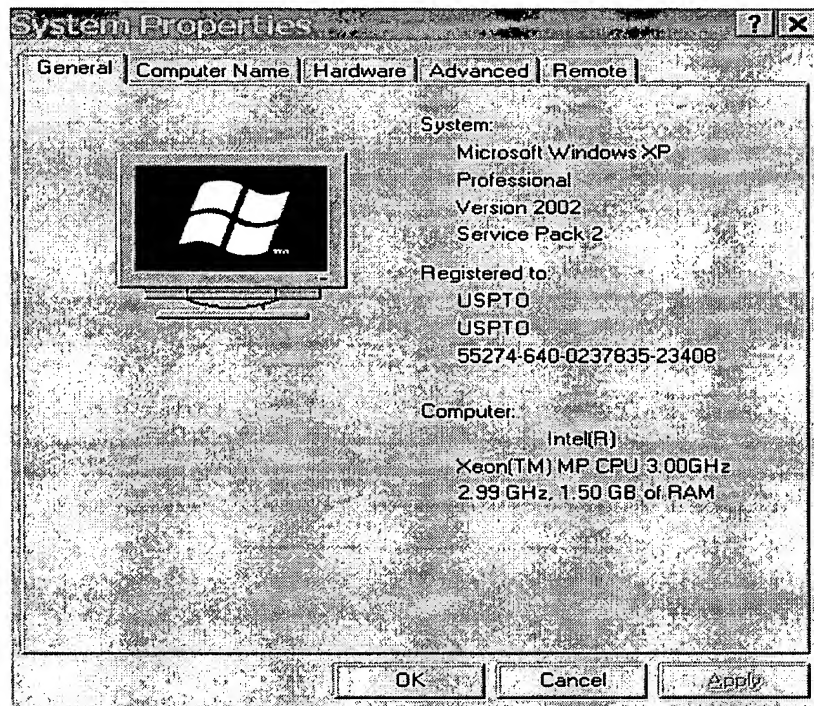 System Properties
? X
General Computer Name Hardware Advanced Remote
System:
Microsoft Windows XP
Professional
Version 2002
Service Pack 2
TM
Registered to:
USPTO
USPTO
55274-640-0237835-23408
Computer:
Intel(R)
Xeon(TM) MP CPU 3.00GHz
2.99 GHz, 1.50 GB of RAM
OK Cancel Apply